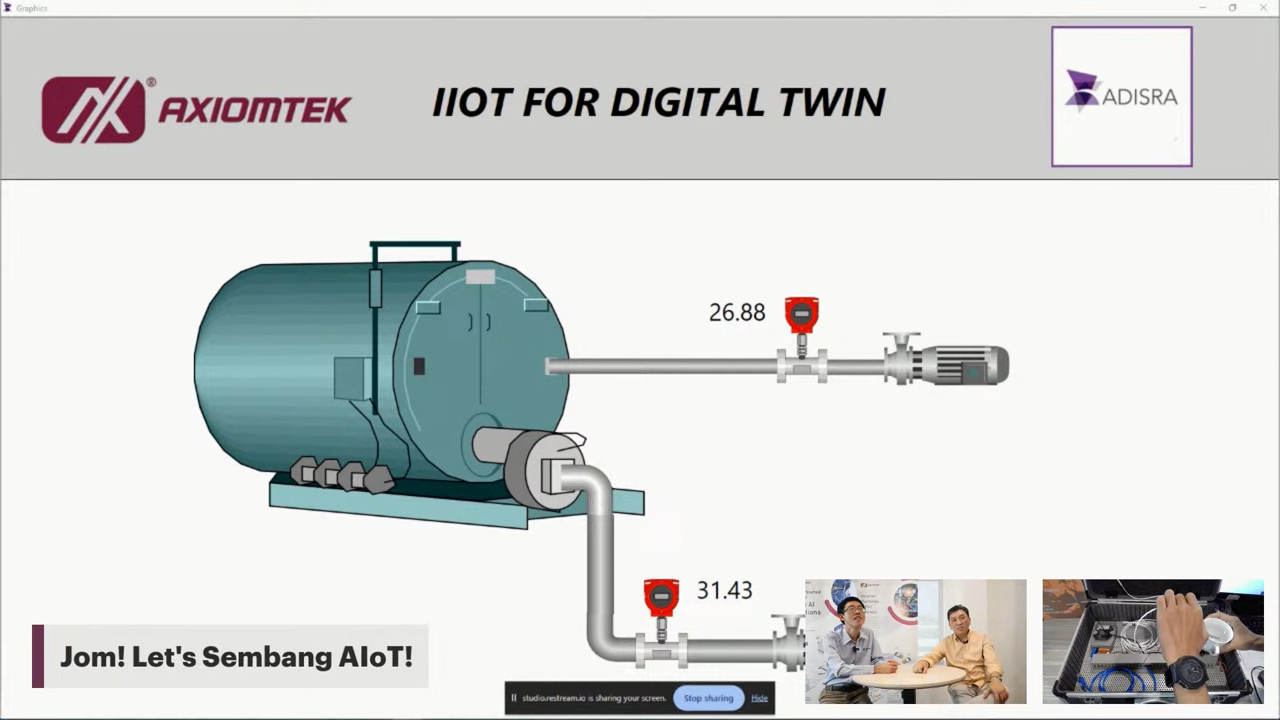 Graphics
AXIOMTEK
®
IIOT FOR DIGITAL TWIN
ADISRA
26.88
31.43
Jom! Let's Sembang AIoT!
studio.restream.io is sharing your screen.
Stop sharing
Hide